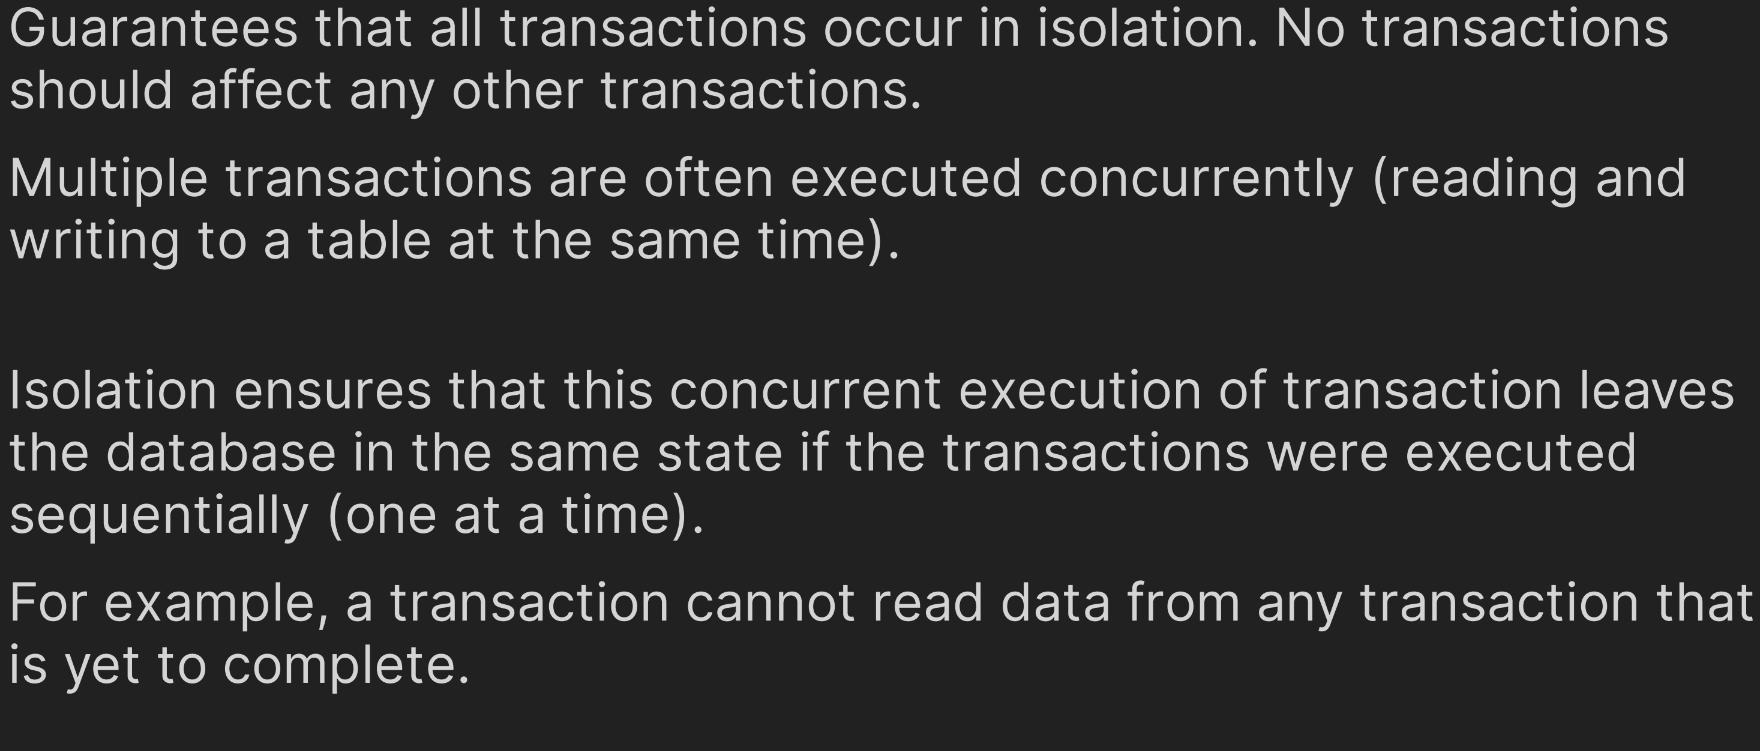 Guarantees that all transactions occur in isolation. No transactions
should affect any other transactions.
Multiple transactions are often executed concurrently (reading and
writing to a table at the same time).
Isolation ensures that this concurrent execution of transaction leaves
the database in the same state if the transactions were executed
sequentially (one at a time).
For example, a transaction cannot read data from any transaction that
is yet to complete.